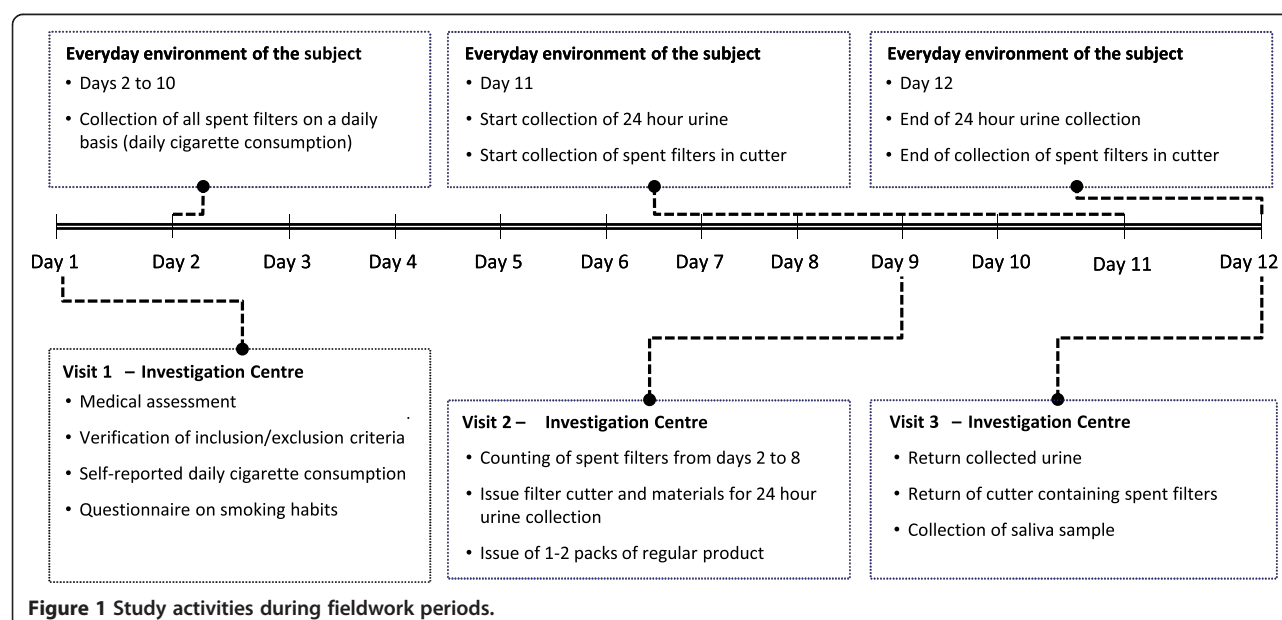 Everyday environment of the subject
• Days 2 to 10
• Collection of all spent filters on a daily
basis (daily cigarette consumption)
Everyday environment of the subject
• Day 11
• Start collection of 24 hour urine
• Start collection of spent filters in cutter
Everyday environment of the subject
• Day 12
• End of 24 hour urine collection
• End of collection of spent filters in cutter
Day 1 Day 2 Day 3 Day 4 Day 5 Day 6 Day 7 Day 8 Day 9 Day 10 Day 11 Day 12
Visit 1 – Investigation Centre
• Medical assessment
• Verification of inclusion/exclusion criteria
• Self-reported daily cigarette consumption
• Questionnaire on smoking habits
Visit 2 – Investigation Centre
• Counting of spent filters from days 2 to 8
• Issue filter cutter and materials for 24 hour
urine collection
• Issue of 1-2 packs of regular product
Visit 3 – Investigation Centre
• Return collected urine
• Return of cutter containing spent filters
• Collection of saliva sample
Figure 1 Study activities during fieldwork periods.